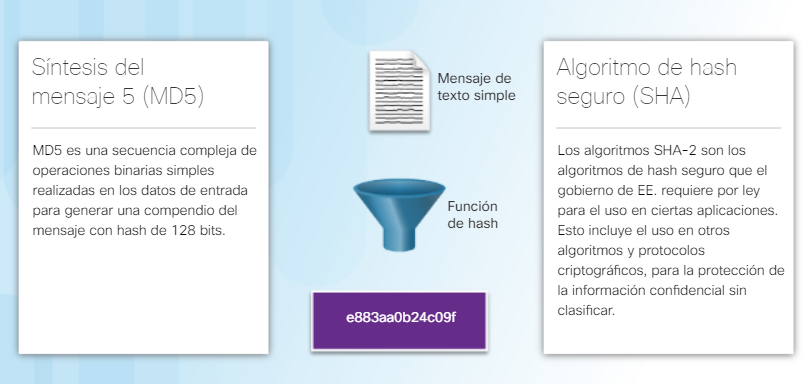 Síntesis del
mensaje 5 (MD5)
MD5 es una secuencia compleja de
operaciones binarias simples
realizadas en los datos de entrada
para generar una compendio del
mensaje con hash de 128 bits.
Mensaje de
texto simple
Función
de hash
e883aa0b24c09f
Algoritmo de hash
seguro (SHA)
Los algoritmos SHA-2 son los
algoritmos de hash seguro que el
gobierno de EE. requiere por ley
para el uso en ciertas aplicaciones.
Esto incluye el uso en otros
algoritmos y protocolos
criptográficos, para la protección de
la información confidencial sin
clasificar.